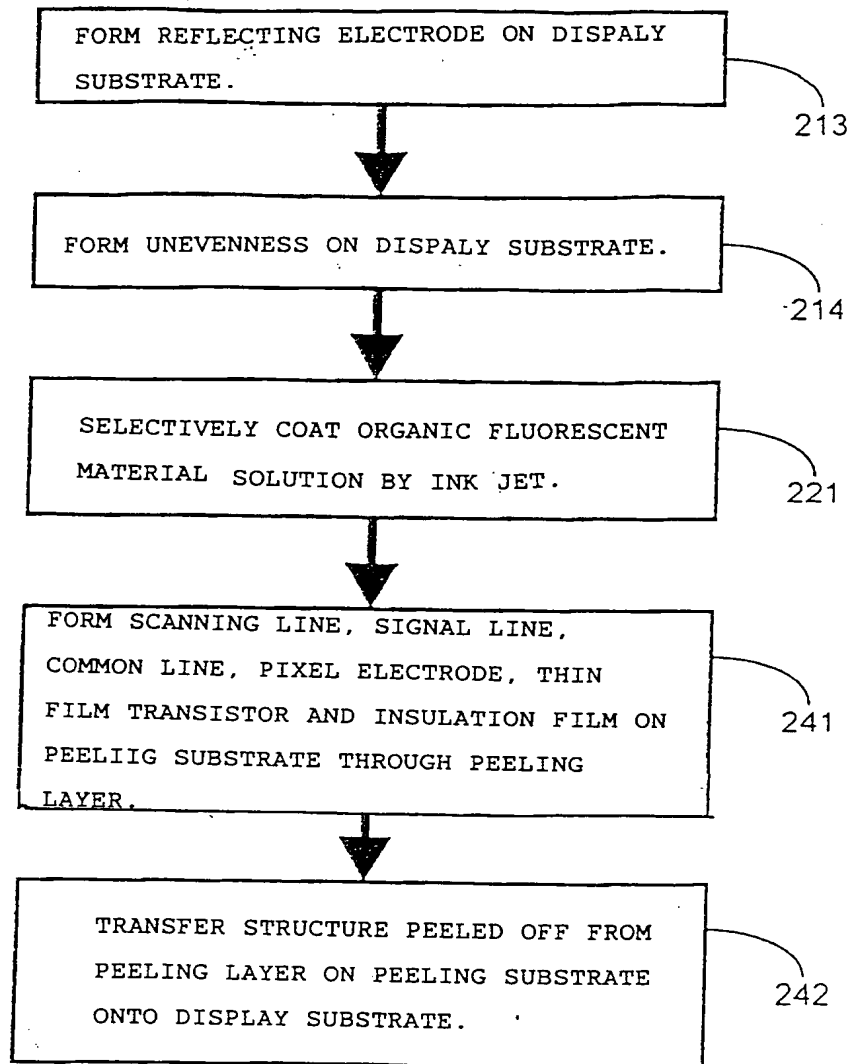 FORM REFLECTING ELECTRODE ON DISPALY
SUBSTRATE.
213
FORM UNEVENNESS ON DISPALY SUBSTRATE.
214
SELECTIVELY COAT ORGANIC FLUORESCENT
MATERIAL SOLUTION BY INK JET.
221
FORM SCANNING LINE, SIGNAL LINE,
COMMON LINE, PIXEL ELECTRODE, THIN
FILM TRANSISTOR AND INSULATION FILM ON
PEELIIG SUBSTRATE THROUGH PEELING
LAYER.
241
TRANSFER STRUCTURE PEELED OFF FROM
PEELING LAYER ON PEELING SUBSTRATE
ONTO DISPLAY SUBSTRATE.
242